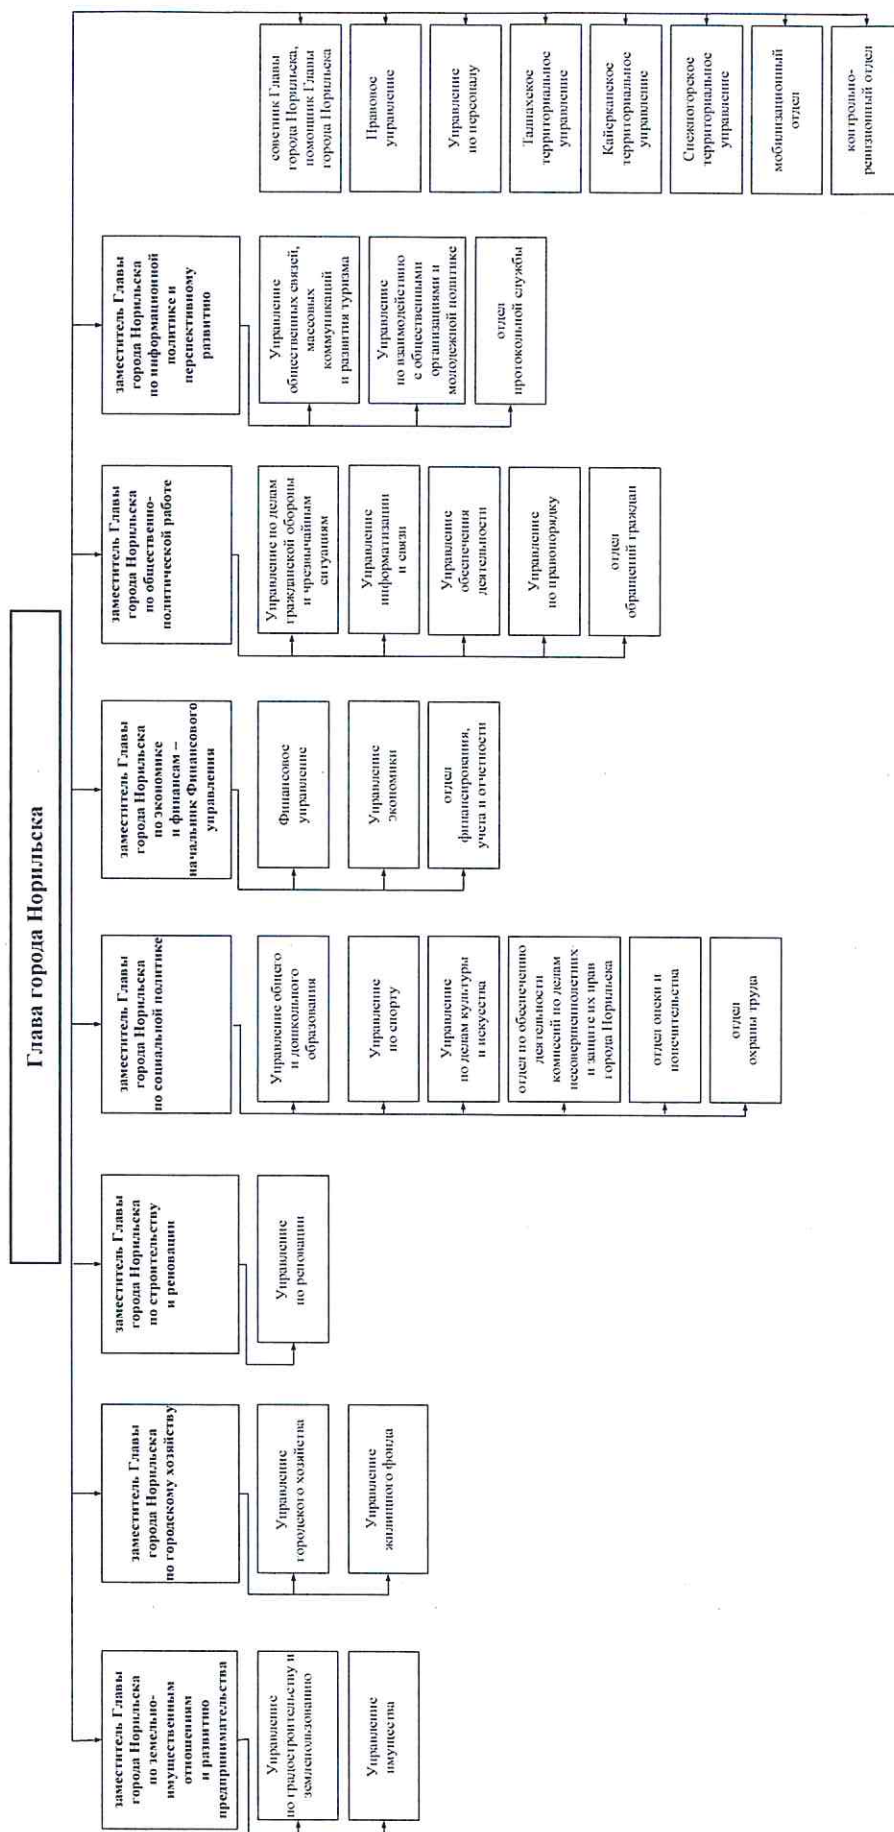 Глава города Норильска
заместитель Главы
города Норильска
по земельно-
имущественным
отношениям
и развитию
предпринимательства
Управление
по градостроительству и
землепользованию
Управление
имущества
заместитель Главы
города Норильска
по городскому хозяйству
Управление
городского хозяйства
Управление
жилищного фонда
заместитель Главы
города Норильска
по строительству
и реновации
Управление
по реновации
заместитель Главы
города Норильска
по социальной политике
Управление общего
и дошкольного
образования
Управление
по спорту
Управление
по делам культуры
и искусства
отдел по обеспечению
деятельности
комиссий по делам
несовершеннолетних
и защите их прав
города Норильска
отдел опеки и
попечительства
отдел
охраны труда
заместитель Главы
города Норильска
по экономике
и финансам –
начальник Финансового
управления
Финансовое
управление
Управление
экономики
отдел
финансирования,
учета и отчетности
заместитель Главы
города Норильска
по общественно-
политической работе
Управление по делам
гражданской обороны
и чрезвычайным
ситуациям
Управление
информатизации
и связи
Управление
обеспечения
деятельности
Управление
по правопорядку
отдел
обращений граждан
заместитель Главы
города Норильска
по информационной
политике и
перспективному
развитию
Управление
общественных связей,
массовых
коммуникаций
и развития туризма
Управление
по взаимодействию
с общественными
организациями и
молодежной политике
отдел
протокольной службы
советник Главы
города Норильска,
помощник Главы
города Норильска
Правовое
управление
Управление
по персоналу
Талнахское
территориальное
управление
Кайерканское
территориальное
управление
Снежногорское
территориальное
управление
мобилизационный
отдел
контрольно-
ревизионный отдел